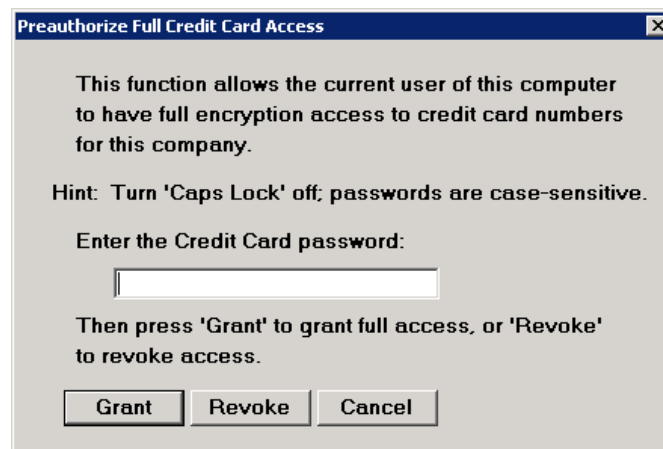 Preauthorize Full Credit Card Access
This function allows the current user of this computer
to have full encryption access to credit card numbers
for this company.
Hint: Turn 'Caps Lock' off; passwords are case-sensitive.
Enter the Credit Card password:
Then press 'Grant' to grant full access, or 'Revoke'
to revoke access.
Grant Revoke Cancel